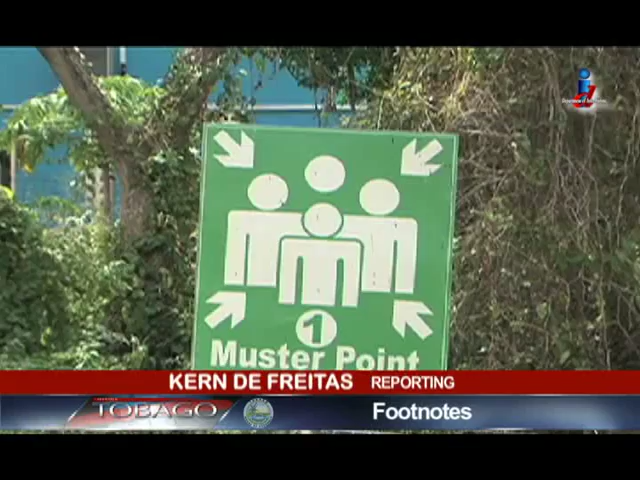 1
Muster Point
KERN DE FREITAS REPORTING
TOBAGO Footnotes